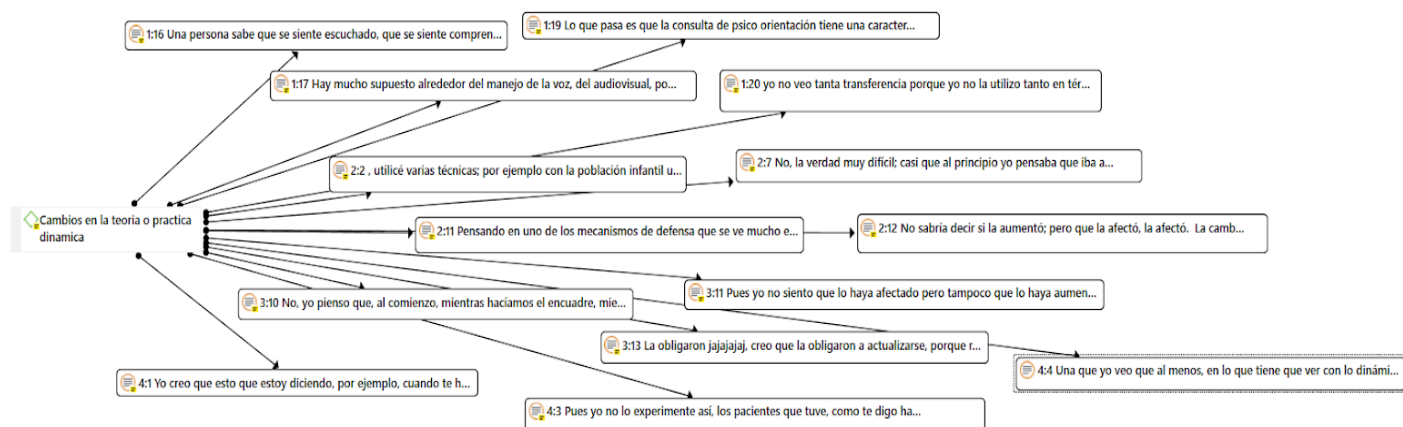 1:16 Una persona sabe que se siente escuchado, que se siente compren...
1:19 Lo que pasa es que la consulta de psico orientación tiene una caracter...
1:17 Hay mucho supuesto alrededor del manejo de la voz, del audiovisual, po...
1:20 yo no veo tanta transferencia porque yo no la utilizo tanto en tér...
2:2 , utilicé varias técnicas; por ejemplo con la población infantil u...
2:7 No, la verdad muy difícil; casi que al principio yo pensaba que iba a...
Cambios en la teoria o practica
dinamica
2:11 Pensando en uno de los mecanismos de defensa que se ve mucho e...
2:12 No sabría decir si la aumentó; pero que la afectó, la afectó. La camb...
3:10 No, yo pienso que, al comienzo, mientras hacíamos el encuadre, mie...
3:11 Pues yo no siento que lo haya afectado pero tampoco que lo haya aumen...
3:13 La obligaron jajajajaj, creo que la obligaron a actualizarse, porque r...
4:4 Una que yo veo que al menos, en lo que tiene que ver con lo dinámi...
4:1 Yo creo que esto que estoy diciendo, por ejemplo, cuando te h...
4:3 Pues yo no lo experimente así, los pacientes que tuve, como te digo ha...